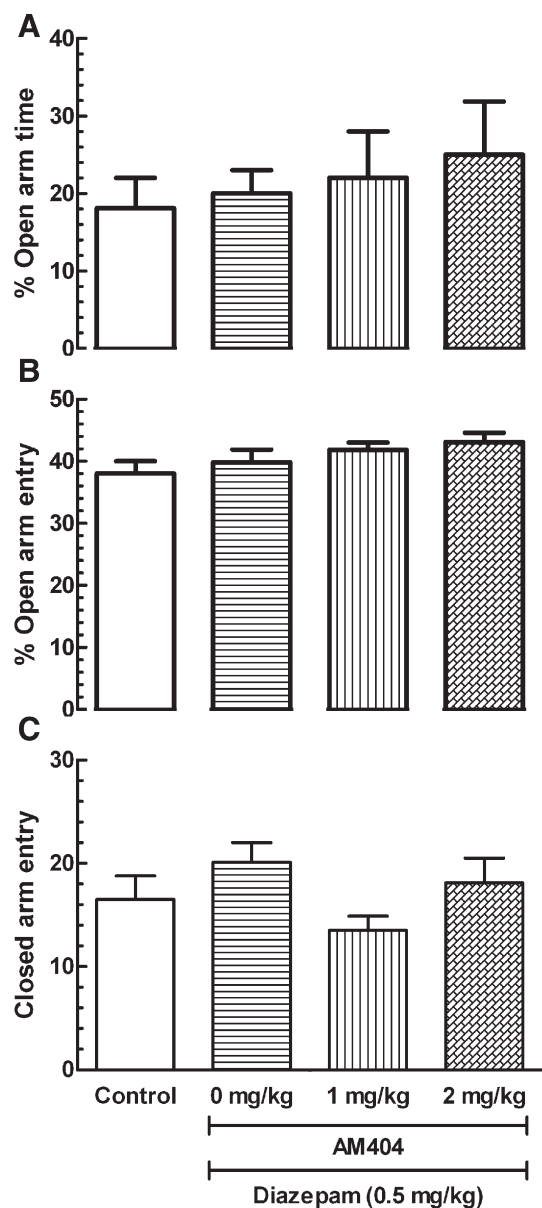 A
% Open arm time
40
30
20
10
0
B
% Open arm entry
50
40
30
20
10
0
C
Closed arm entry
30
20
10
0
Control 0 mg/kg 1 mg/kg 2 mg/kg
AM404
Diazepam (0.5 mg/kg)